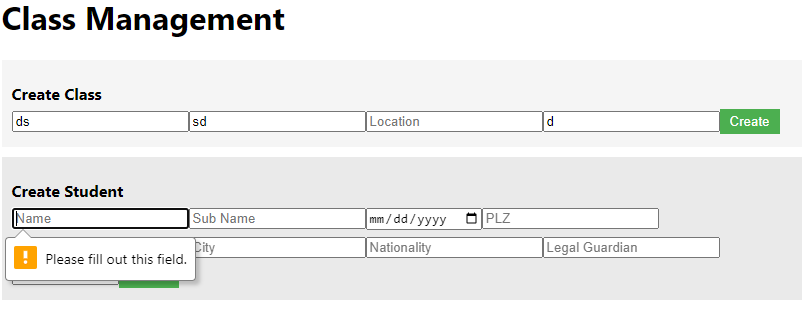 Class Management
Create Class
ds sd Location d Create
Create Student
Name Sub Name mm/dd/yyyy PLZ
City Nationality Legal Guardian
Please fill out this field.